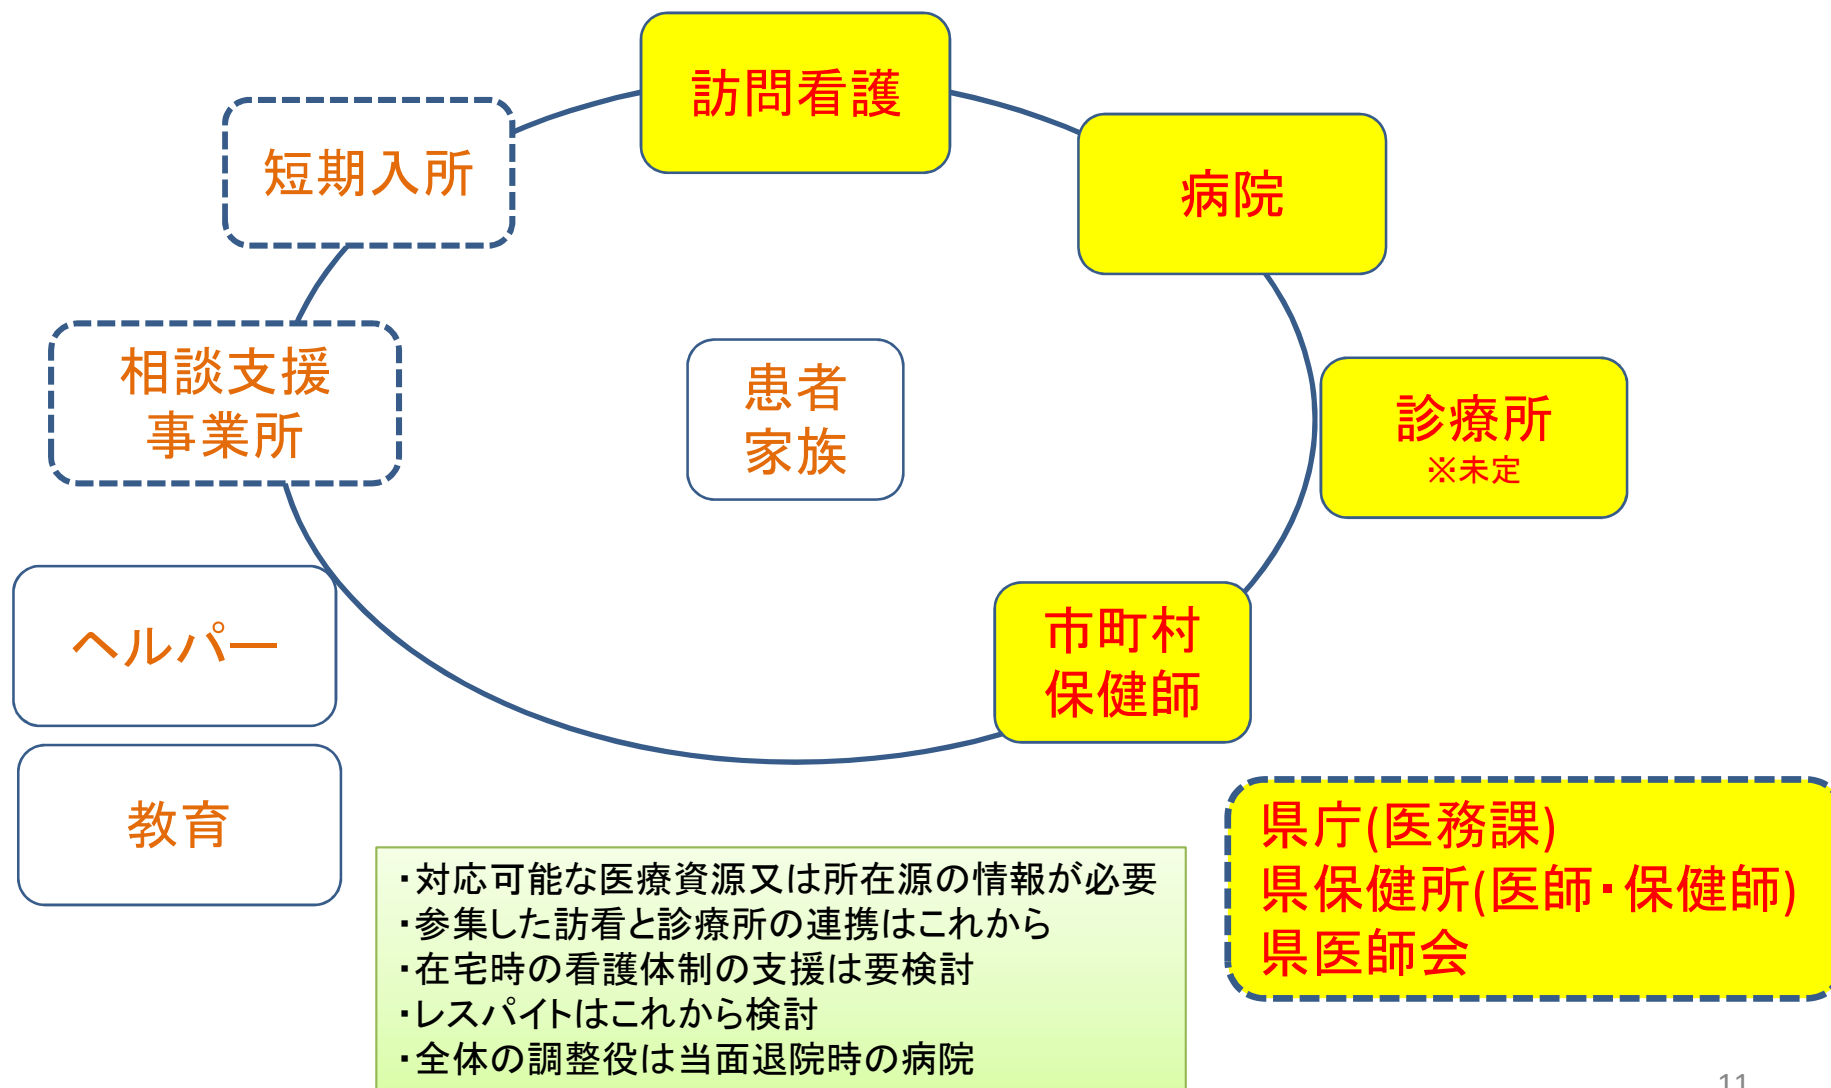 訪問看護
短期入所
病院
相談支援
事業所
患者
家族
診療所
※未定
ヘルパー
市町村
保健師
教育
県庁(医務課)
県保健所(医師・保健師)
県医師会
・対応可能な医療資源又は所在源の情報が必要
・参集した訪看と診療所の連携はこれから
・在宅時の看護体制の支援は要検討
・レスパイトはこれから検討
・全体の調整役は当面退院時の病院
11